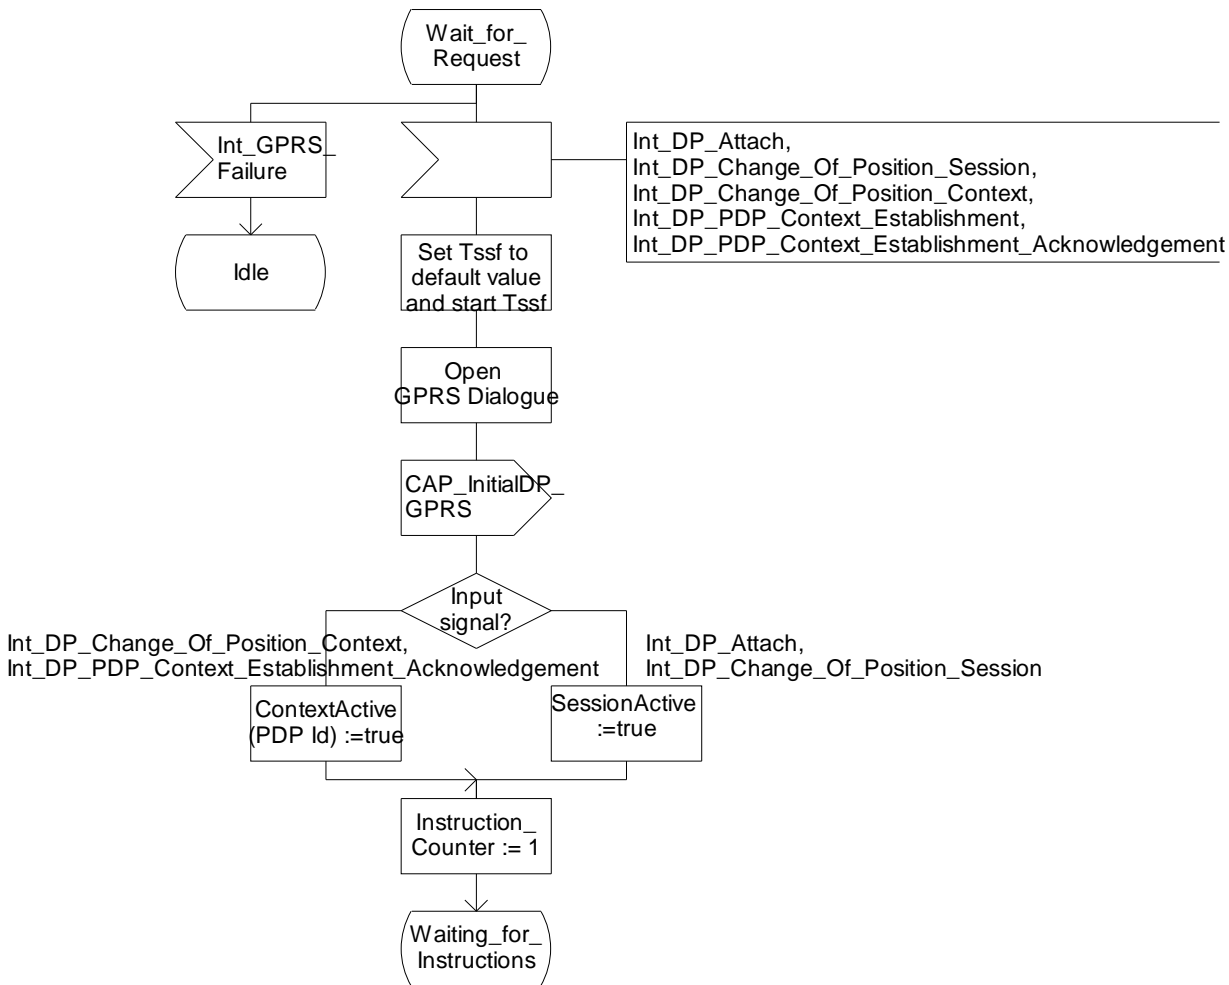 Wait_for_
Request
Int_GPRS_
Failure
Int_DP_Attach,
Int_DP_Change_Of_Position_Session,
Int_DP_Change_Of_Position_Context,
Int_DP_PDP_Context_Establishment,
Int_DP_PDP_Context_Establishment_Acknowledgement
Idle
Set Tssf to
default value
and start Tssf
Open
GPRS Dialogue
CAP_InitialDP_
GPRS
Input
signal?
Int_DP_Change_Of_Position_Context,
Int_DP_PDP_Context_Establishment_Acknowledgement
Int_DP_Attach,
Int_DP_Change_Of_Position_Session
ContextActive
(PDP Id) :=true
SessionActive
:=true
Instruction_
Counter := 1
Waiting_for_
Instructions